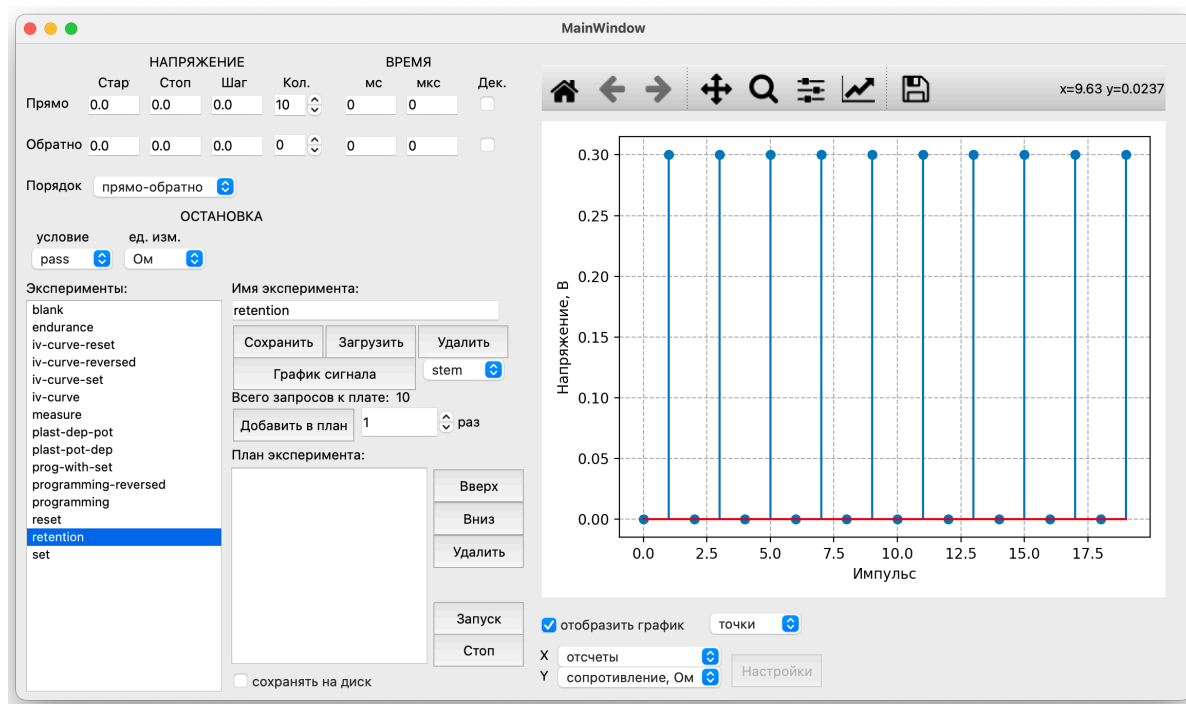 MainWindow
НАПРЯЖЕНИЕ ВРЕМЯ
Стар Стоп Шаг Кол. мс мкс Дек.
Прямо 0.0 0.0 0.0 10 0 0
Обратно 0.0 0.0 0.0 0 0 0
Порядок прямо-обратно
ОСТАНОВКА
условие ед. изм.
pass Ом
Эксперименты:
blank
endurance
iv-curve-reset
iv-curve-reversed
iv-curve-set
iv-curve
measure
plast-dep-pot
plast-pot-dep
prog-with-set
programming-reversed
programming
reset
retention
set
Имя эксперимента:
retention
Сохранить Загрузить Удалить
График сигнала stem
Всего запросов к плате: 10
Добавить в план 1 раз
План эксперимента:
Вверх
Вниз
Удалить
Запуск
Стоп
сохранять на диск
x=9.63 y=0.0237
Напряжение, В
0.30
0.25
0.20
0.15
0.10
0.05
0.00
0.0 2.5 5.0 7.5 10.0 12.5 15.0 17.5
Импульс
отобразить график точки
X отсчеты
Y сопротивление, Ом
Настройки